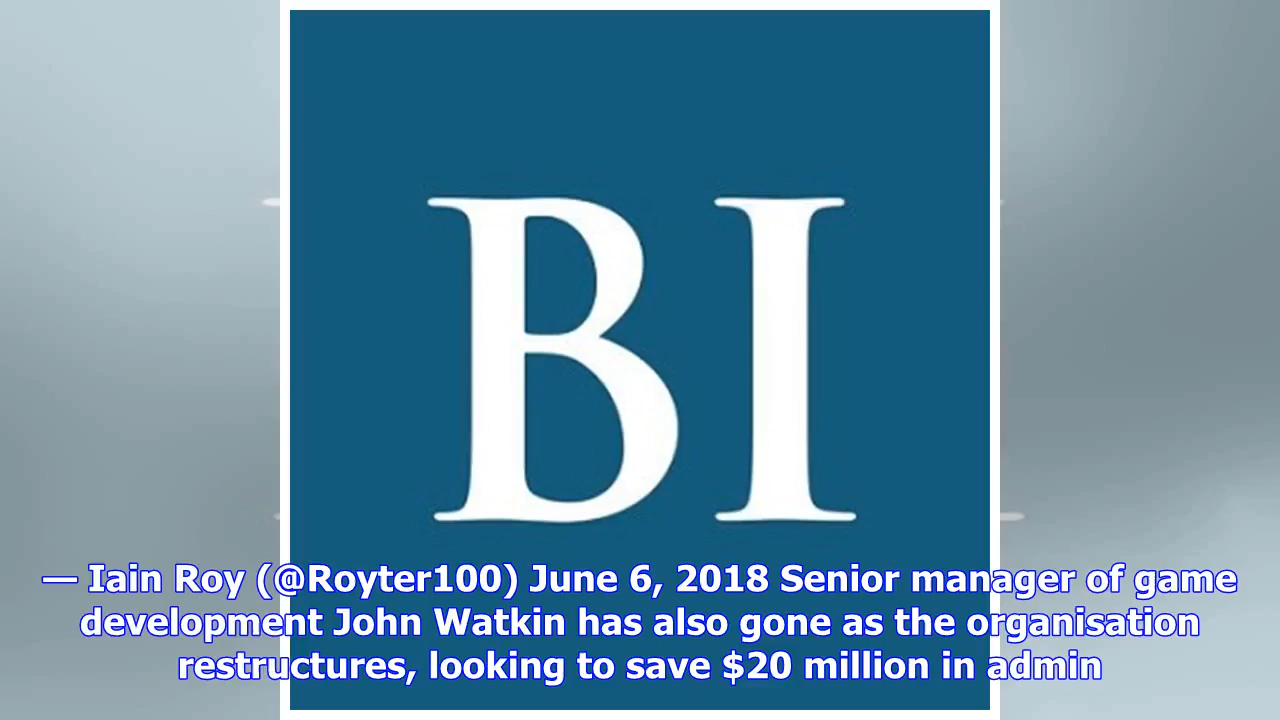 BI
— Iain Roy (@Royter100) June 6, 2018 Senior manager of game
development John Watkin has also gone as the organisation
restructures, looking to save $20 million in admin